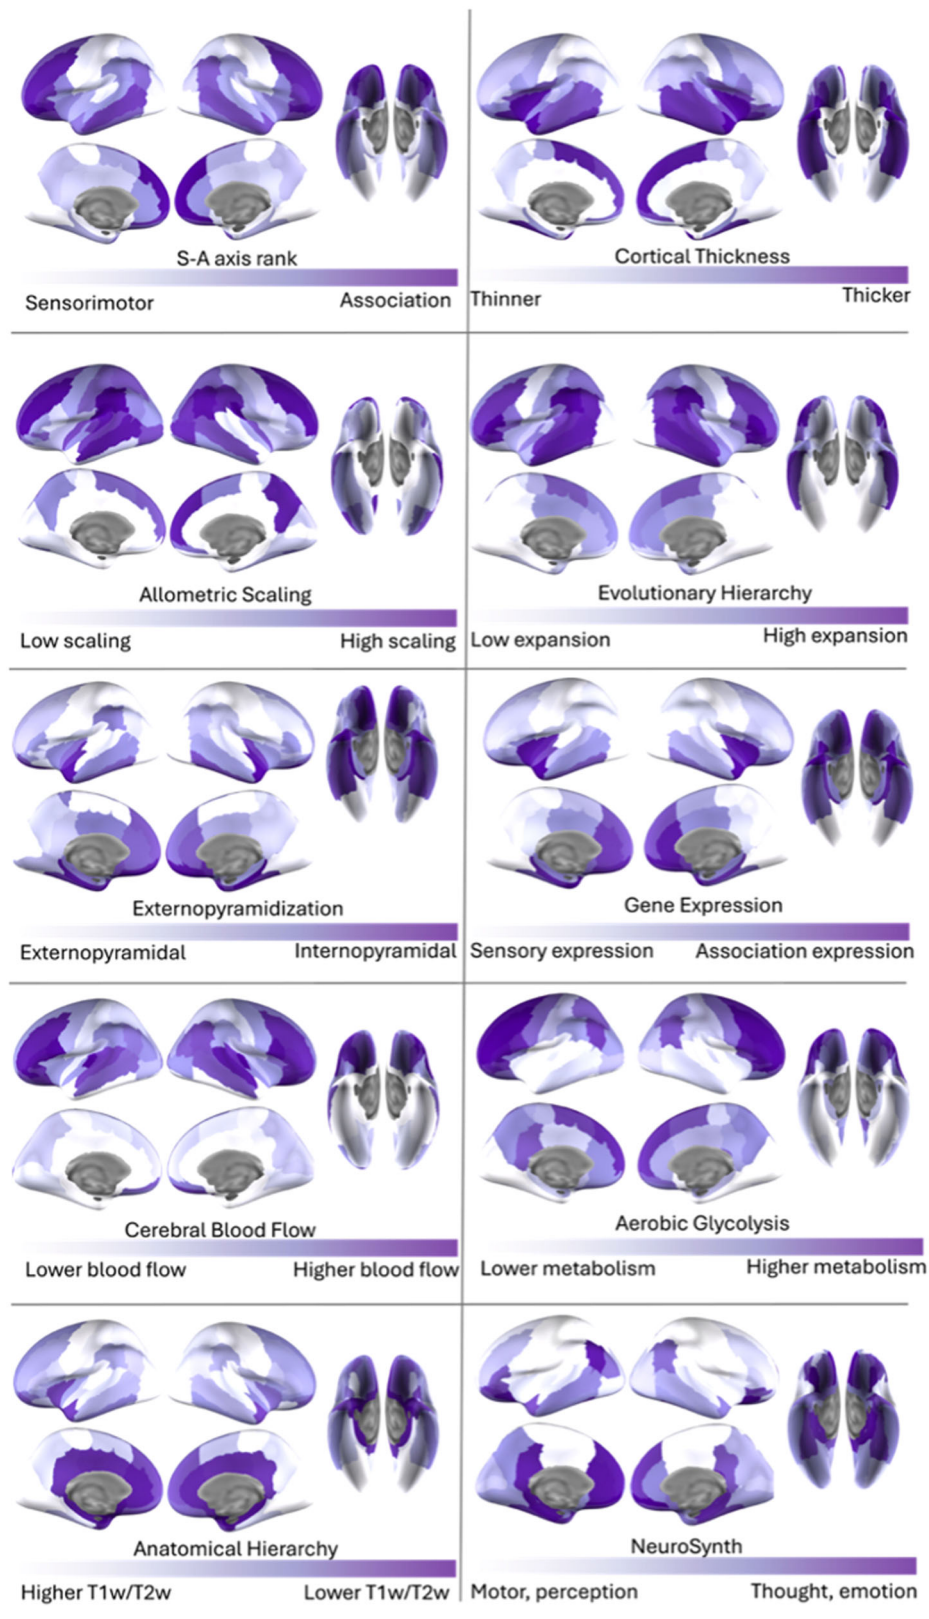 S-A axis rank
Sensorimotor Association
Cortical Thickness
Thinner Thicker
Allometric Scaling
Low scaling High scaling
Evolutionary Hierarchy
Low expansion High expansion
Externopyramidization
Externopyramidal Internopyramidal
Gene Expression
Sensory expression Association expression
Cerebral Blood Flow
Lower blood flow Higher blood flow
Aerobic Glycolysis
Lower metabolism Higher metabolism
Anatomical Hierarchy
Higher T1w/T2w Lower T1w/T2w
NeuroSynth
Motor, perception Thought, emotion